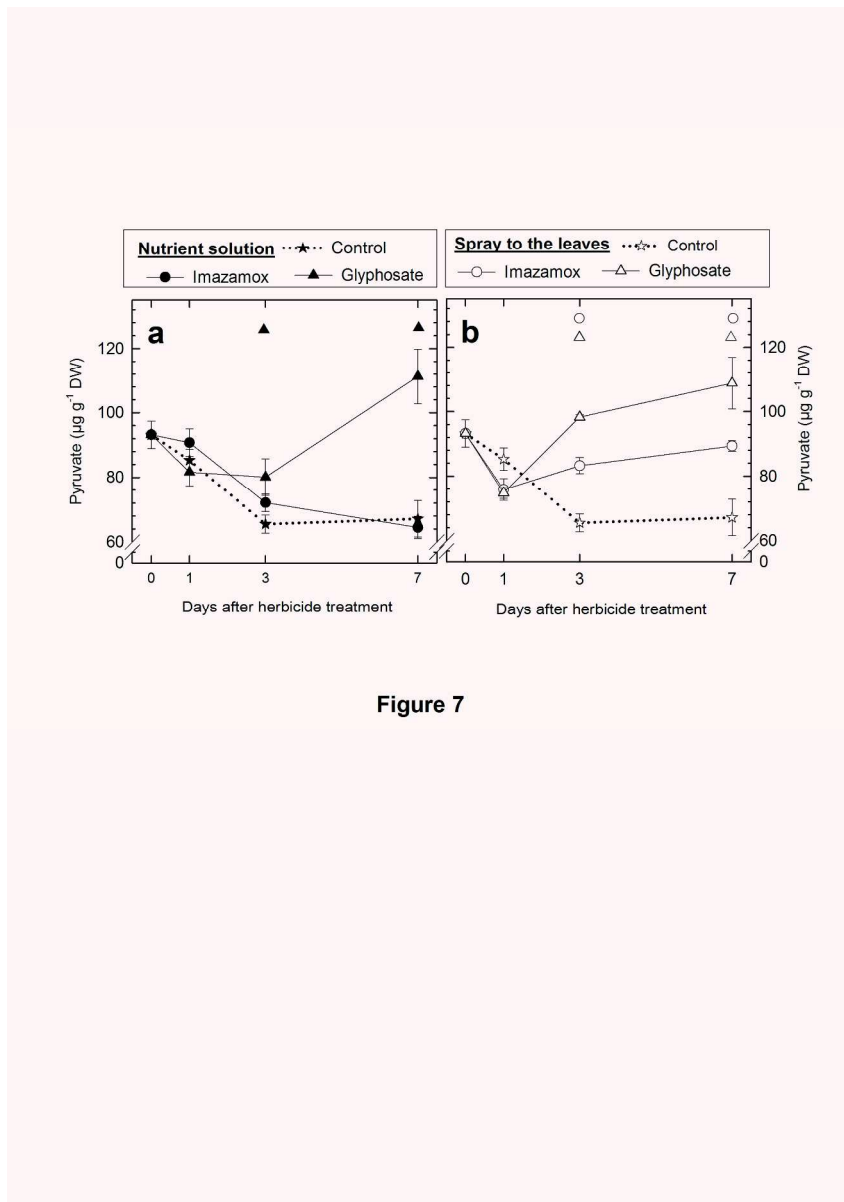 Nutrient solution Control
Imazamox Glyphosate
Spray to the leaves Control
Imazamox Glyphosate
a
Pyruvate (µg g-1 DW)
120
100
80
60
0
0 1 3 7
Days after herbicide treatment
b
120
100
80
60
0
Pyruvate (µg g-1 DW)
0 1 3 7
Days after herbicide treatment
Figure 7